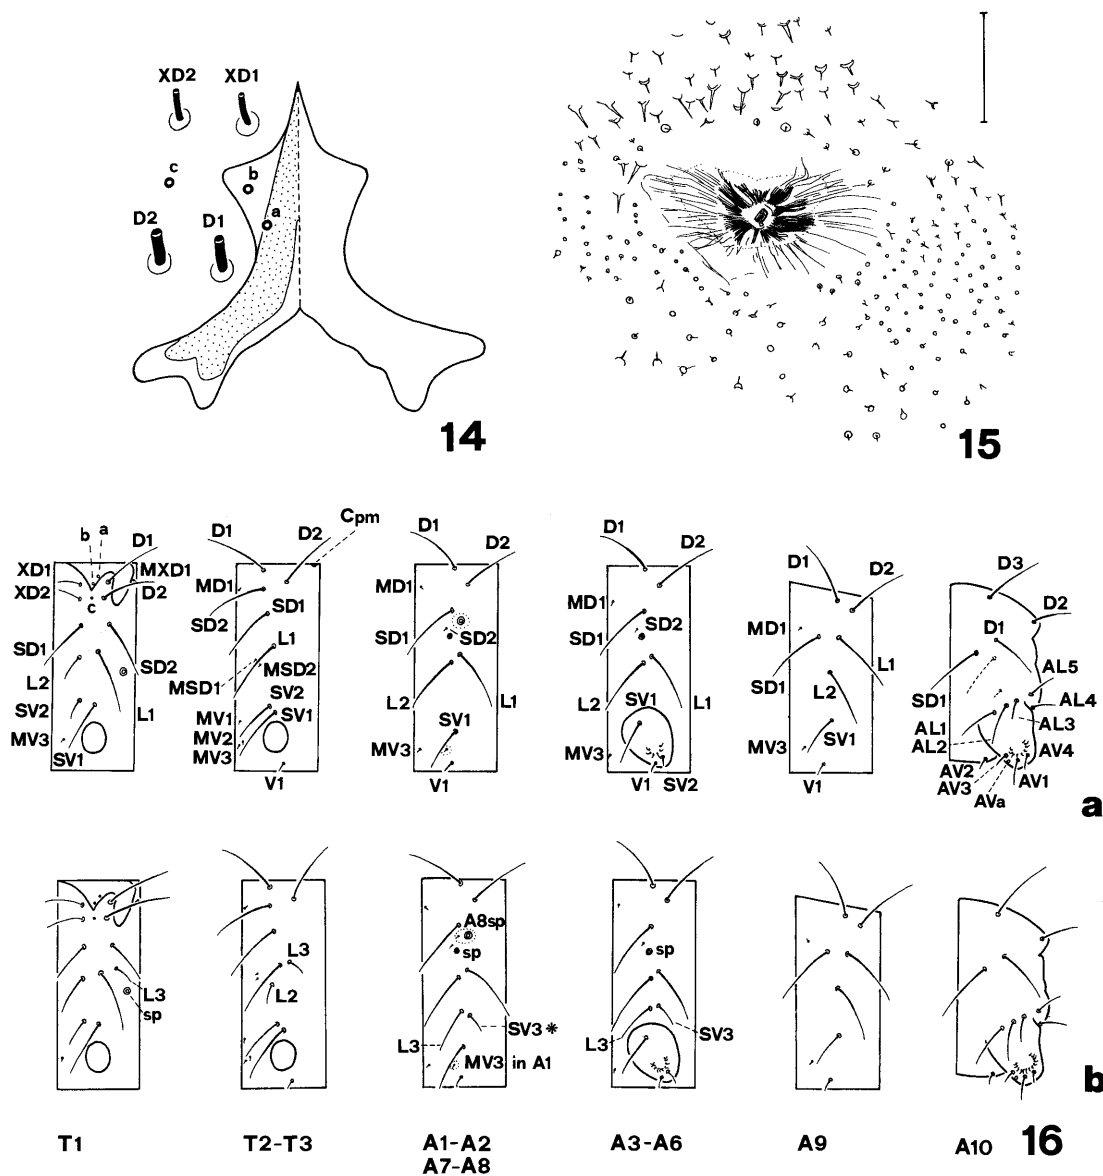 XD2 XD1
c b
a
D2 D1
14
15
b a D1
XD1 MXD1
XD2 D2
c
SD1 SD2
L2
SV2 L1
MV3
SV1
D1 D2 Cpm
MD1
SD2 SD1
L1
MSD1 MSD2
SV2
MV1 SV1
MV2
MV3
V1
D1 D2
MD1
SD1 SD2
L2 L1
SV1
MV3
V1
D1 D2
MD1
SD1 SD2
L2 L1
SV1
MV3
V1 SV2
D1 D2
MD1
SD1 L1
L2
MV3 SV1
V1
D3
D2
D1
SD1 AL5
AL4
AL1 AL3
AL2
AV2 AV4
AV3 AV1
AVa
a
L3
sp
L3
L2
A8sp
sp
SV3 *
L3
MV3 in A1
sp
L3 SV3
b
T1 T2-T3 A1-A2 A3-A6 A9 A10 16
A7-A8